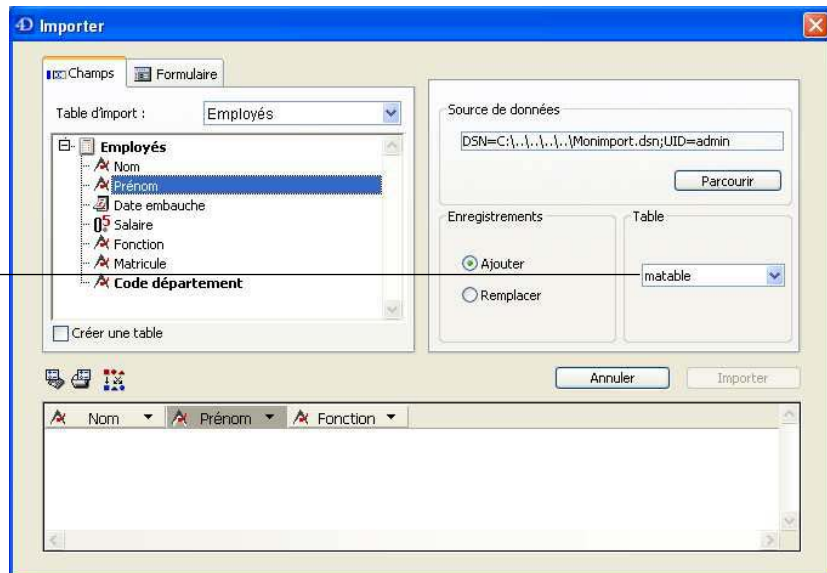 4D Importer
Champs
Formulaire
Table d'import :
Employés
Employés
Nom
Prénom
Date embauche
Salaire
Fonction
Matricule
Code département
Créer une table
Source de données
DSN=C:\..\..\..\..\Monimport.dsn;UID=admin
Parcourir
Enregistrements
Ajouter
Remplacer
Table
matable
Annuler
Importer
Nom
Prénom
Fonction